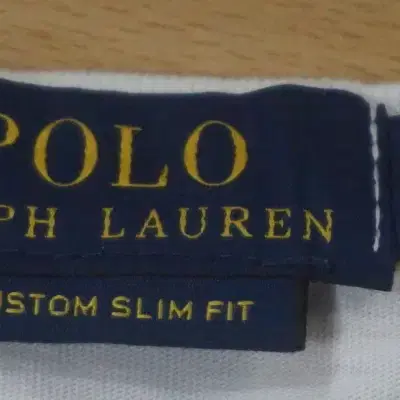 POLO
PH LAUREN
USTOM SLIM FIT